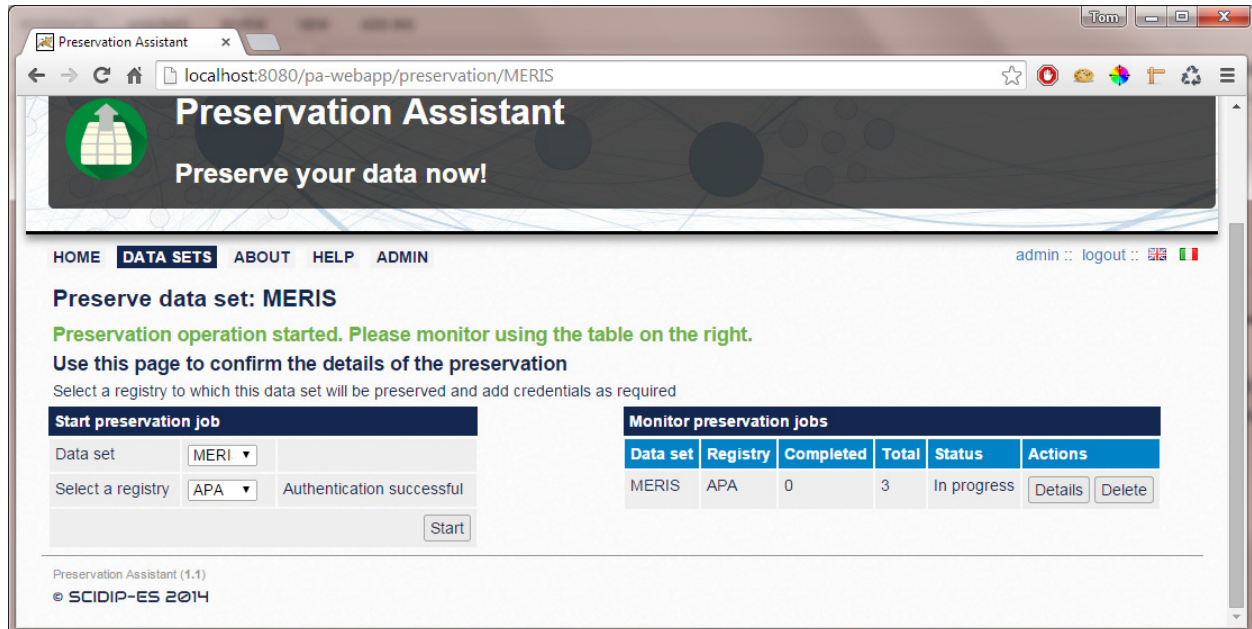 Tom
Preservation Assistant
localhost:8080/pa-webapp/preservation/MERIS
Preservation Assistant
Preserve your data now!
HOME DATA SETS ABOUT HELP ADMIN
admin :: logout ::
Preserve data set: MERIS
Preservation operation started. Please monitor using the table on the right.
Use this page to confirm the details of the preservation
Select a registry to which this data set will be preserved and add credentials as required
Start preservation job
Data set MERI
Select a registry APA Authentication successful
Start
Monitor preservation jobs
Data set Registry Completed Total Status Actions
MERIS APA 0 3 In progress Details Delete
Preservation Assistant (1.1)
© SCIDIP-ES 2014